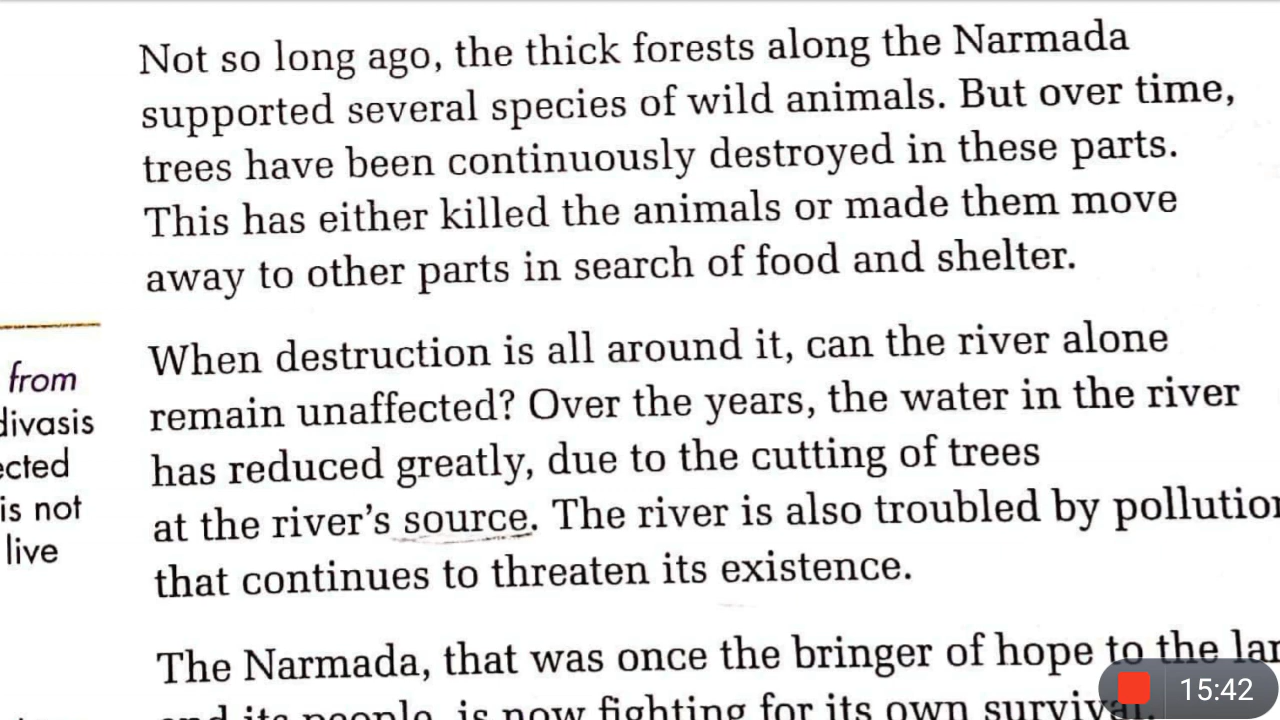 Not so long ago, the thick forests along the Narmada
supported several species of wild animals. But over time,
trees have been continuously destroyed in these parts.
This has either killed the animals or made them move
away to other parts in search of food and shelter.
from
divasis
ected
is not
live
When destruction is all around it, can the river alone
remain unaffected? Over the years, the water in the river
has reduced greatly, due to the cutting of trees
at the river's source. The river is also troubled by pollution
that continues to threaten its existence.
The Narmada, that was once the bringer of hope to the lan
and its people, is now fighting for its own survival.
15:42